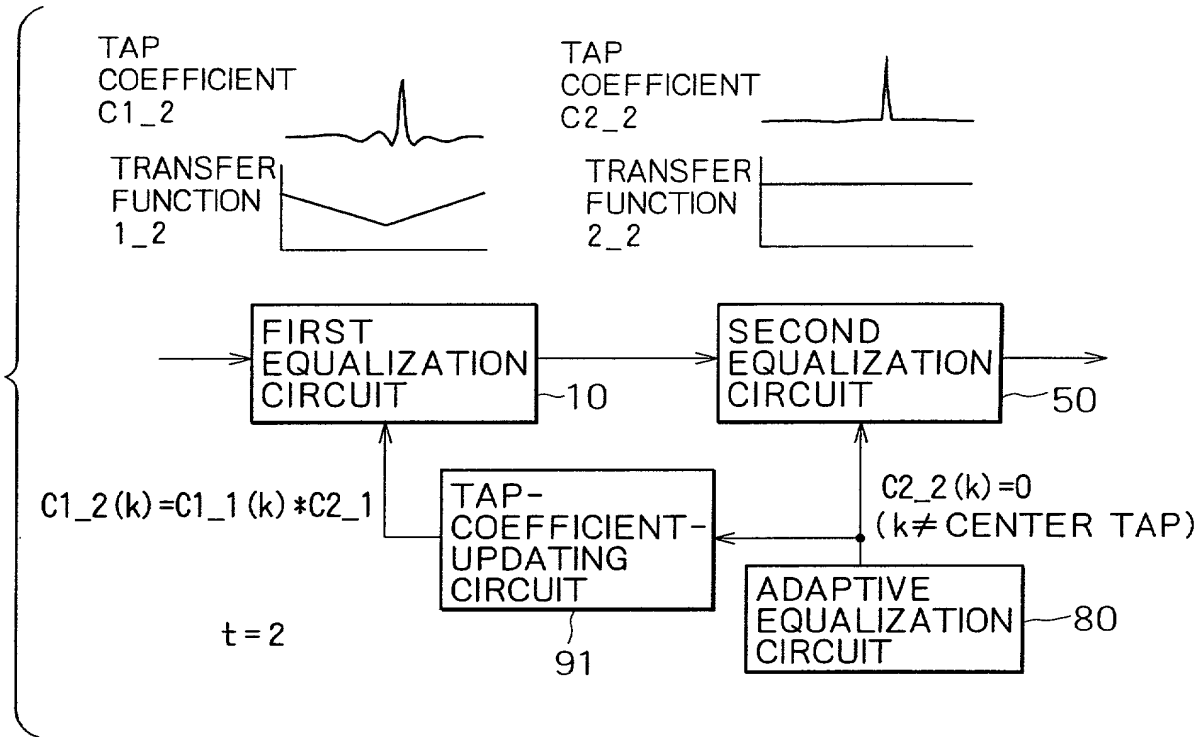 TAP
COEFFICIENT
C1_2
TAP
COEFFICIENT
C2_2
TRANSFER
FUNCTION
1_2
TRANSFER
FUNCTION
2_2
FIRST
EQUALIZATION
CIRCUIT
10
SECOND
EQUALIZATION
CIRCUIT
50
C1_2(k)=C1_1(k)*C2_1
TAP-
COEFFICIENT-
UPDATING
CIRCUIT
91
C2_2(k)=0
(k≠CENTER TAP)
ADAPTIVE
EQUALIZATION
CIRCUIT
80
t=2